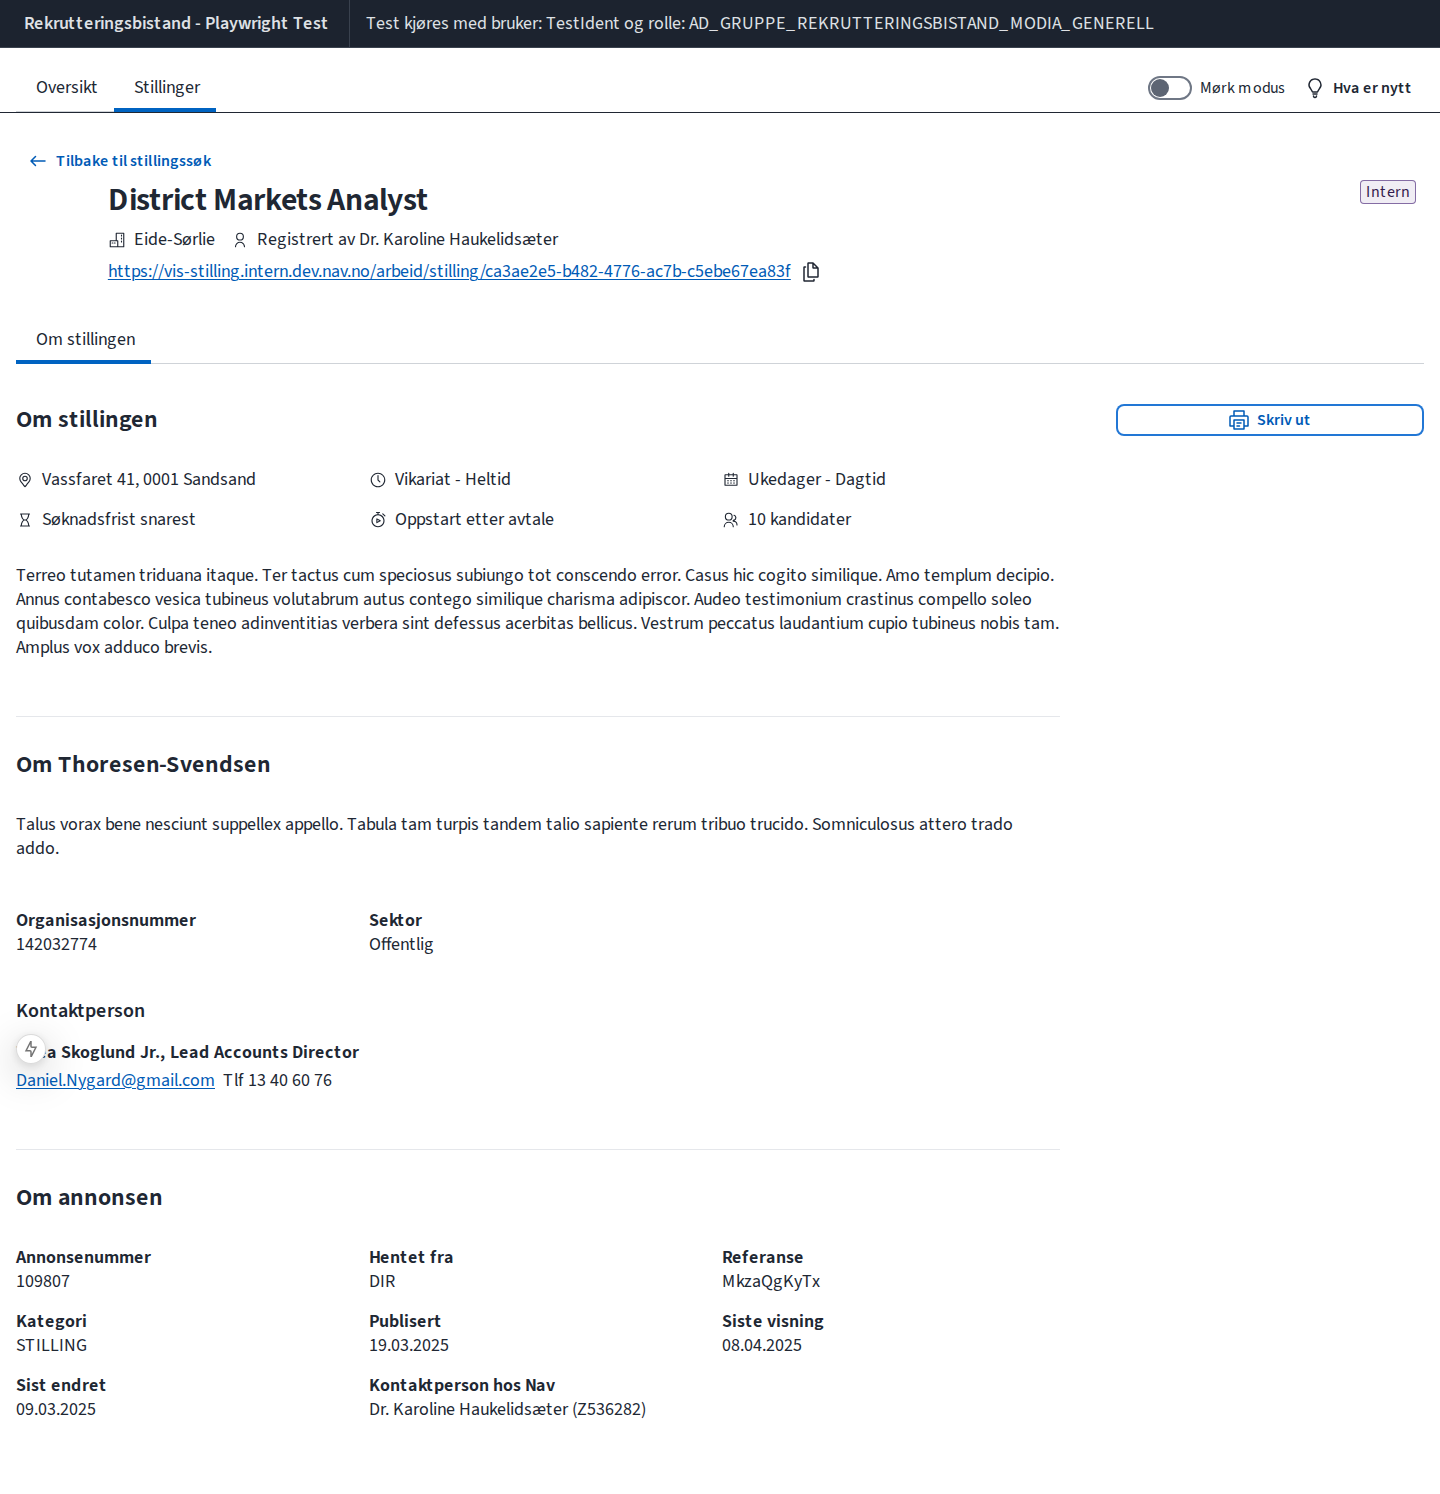 Rekrutteringsbistand - Playwright Test
Test kjøres med bruker: TestIdent og rolle: AD_GRUPPE_REKRUTTERINGSBISTAND_MODIA_GENERELL
Oversikt
Stillinger
Mørk modus
Hva er nytt
Tilbake til stillingssøk
District Markets Analyst
Intern
Eide-Sørlie
Registrert av Dr. Karoline Haukelidsæter
https://vis-stilling.intern.dev.nav.no/arbeid/stilling/ca3ae2e5-b482-4776-ac7b-c5ebe67ea83f
Om stillingen
Om stillingen
Skriv ut
Vassfaret 41, 0001 Sandsand
Vikariat - Heltid
Ukedager - Dagtid
Søknadsfrist snarest
Oppstart etter avtale
10 kandidater
Terreo tutamen triduana itaque. Ter tactus cum speciosus subiungo tot conscendo error. Casus hic cogito similique. Amo templum decipio.
Annus contabesco vesica tubineus volutabrum autus contego similique charisma adipiscor. Audeo testimonium crastinus compello soleo
quibusdam color. Culpa teneo adinventitias verbera sint defessus acerbitas bellicus. Vestrum peccatus laudantium cupio tubineus nobis tam.
Amplus vox adduco brevis.
Om Thoresen-Svendsen
Talus vorax bene nesciunt suppellex appello. Tabula tam turpis tandem talio sapiente rerum tribuo trucido. Somniculosus attero trado
addo.
Organisasjonsnummer
142032774
Sektor
Offentlig
Kontaktperson
Skoglund Jr., Lead Accounts Director
Daniel.Nygard@gmail.com Tlf 13 40 60 76
Om annonsen
Annonsenummer
109807
Hentet fra
DIR
Referanse
MkzaQgKyTx
Kategori
STILLING
Publisert
19.03.2025
Siste visning
08.04.2025
Sist endret
09.03.2025
Kontaktperson hos Nav
Dr. Karoline Haukelidsæter (Z536282)